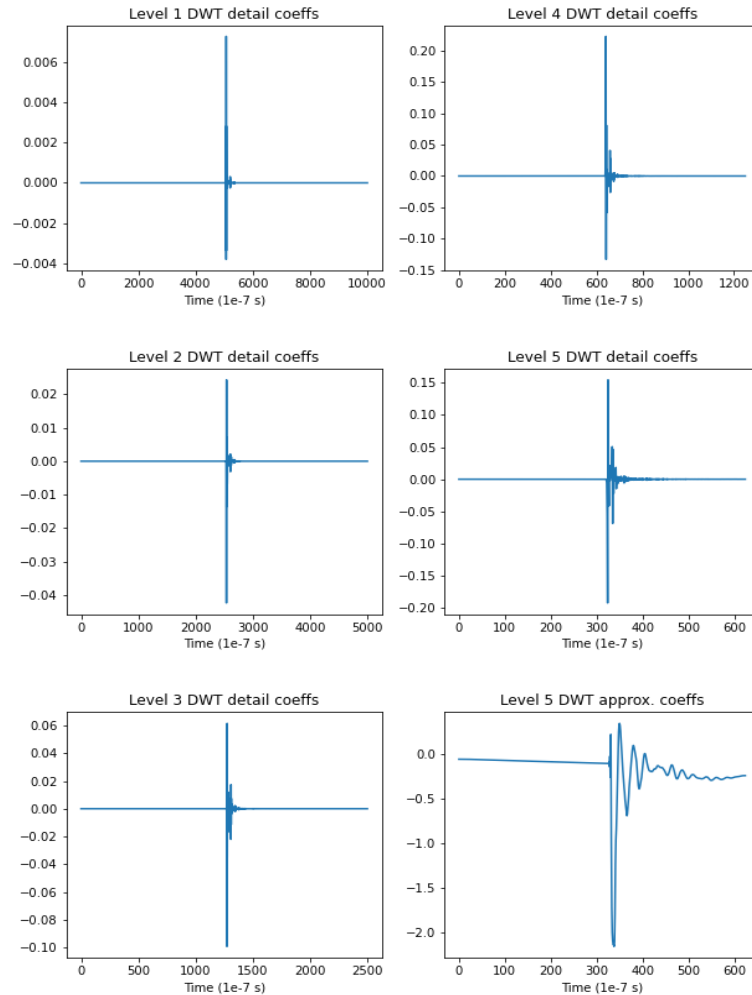 Level 1 DWT detail coeffs
0.006
0.004
0.002
0.000
−0.002
−0.004
0 2000 4000 6000 8000 10000
Time (1e-7 s)
Level 4 DWT detail coeffs
0.20
0.15
0.10
0.05
0.00
−0.05
−0.10
−0.15
0 200 400 600 800 1000 1200
Time (1e-7 s)
Level 2 DWT detail coeffs
0.02
0.01
0.00
−0.01
−0.02
−0.03
−0.04
0 1000 2000 3000 4000 5000
Time (1e-7 s)
Level 5 DWT detail coeffs
0.15
0.10
0.05
0.00
−0.05
−0.10
−0.15
−0.20
0 100 200 300 400 500 600
Time (1e-7 s)
Level 3 DWT detail coeffs
0.06
0.04
0.02
0.00
−0.02
−0.04
−0.06
−0.08
−0.10
0 500 1000 1500 2000 2500
Time (1e-7 s)
Level 5 DWT approx. coeffs
0.0
−0.5
−1.0
−1.5
−2.0
0 100 200 300 400 500 600
Time (1e-7 s)